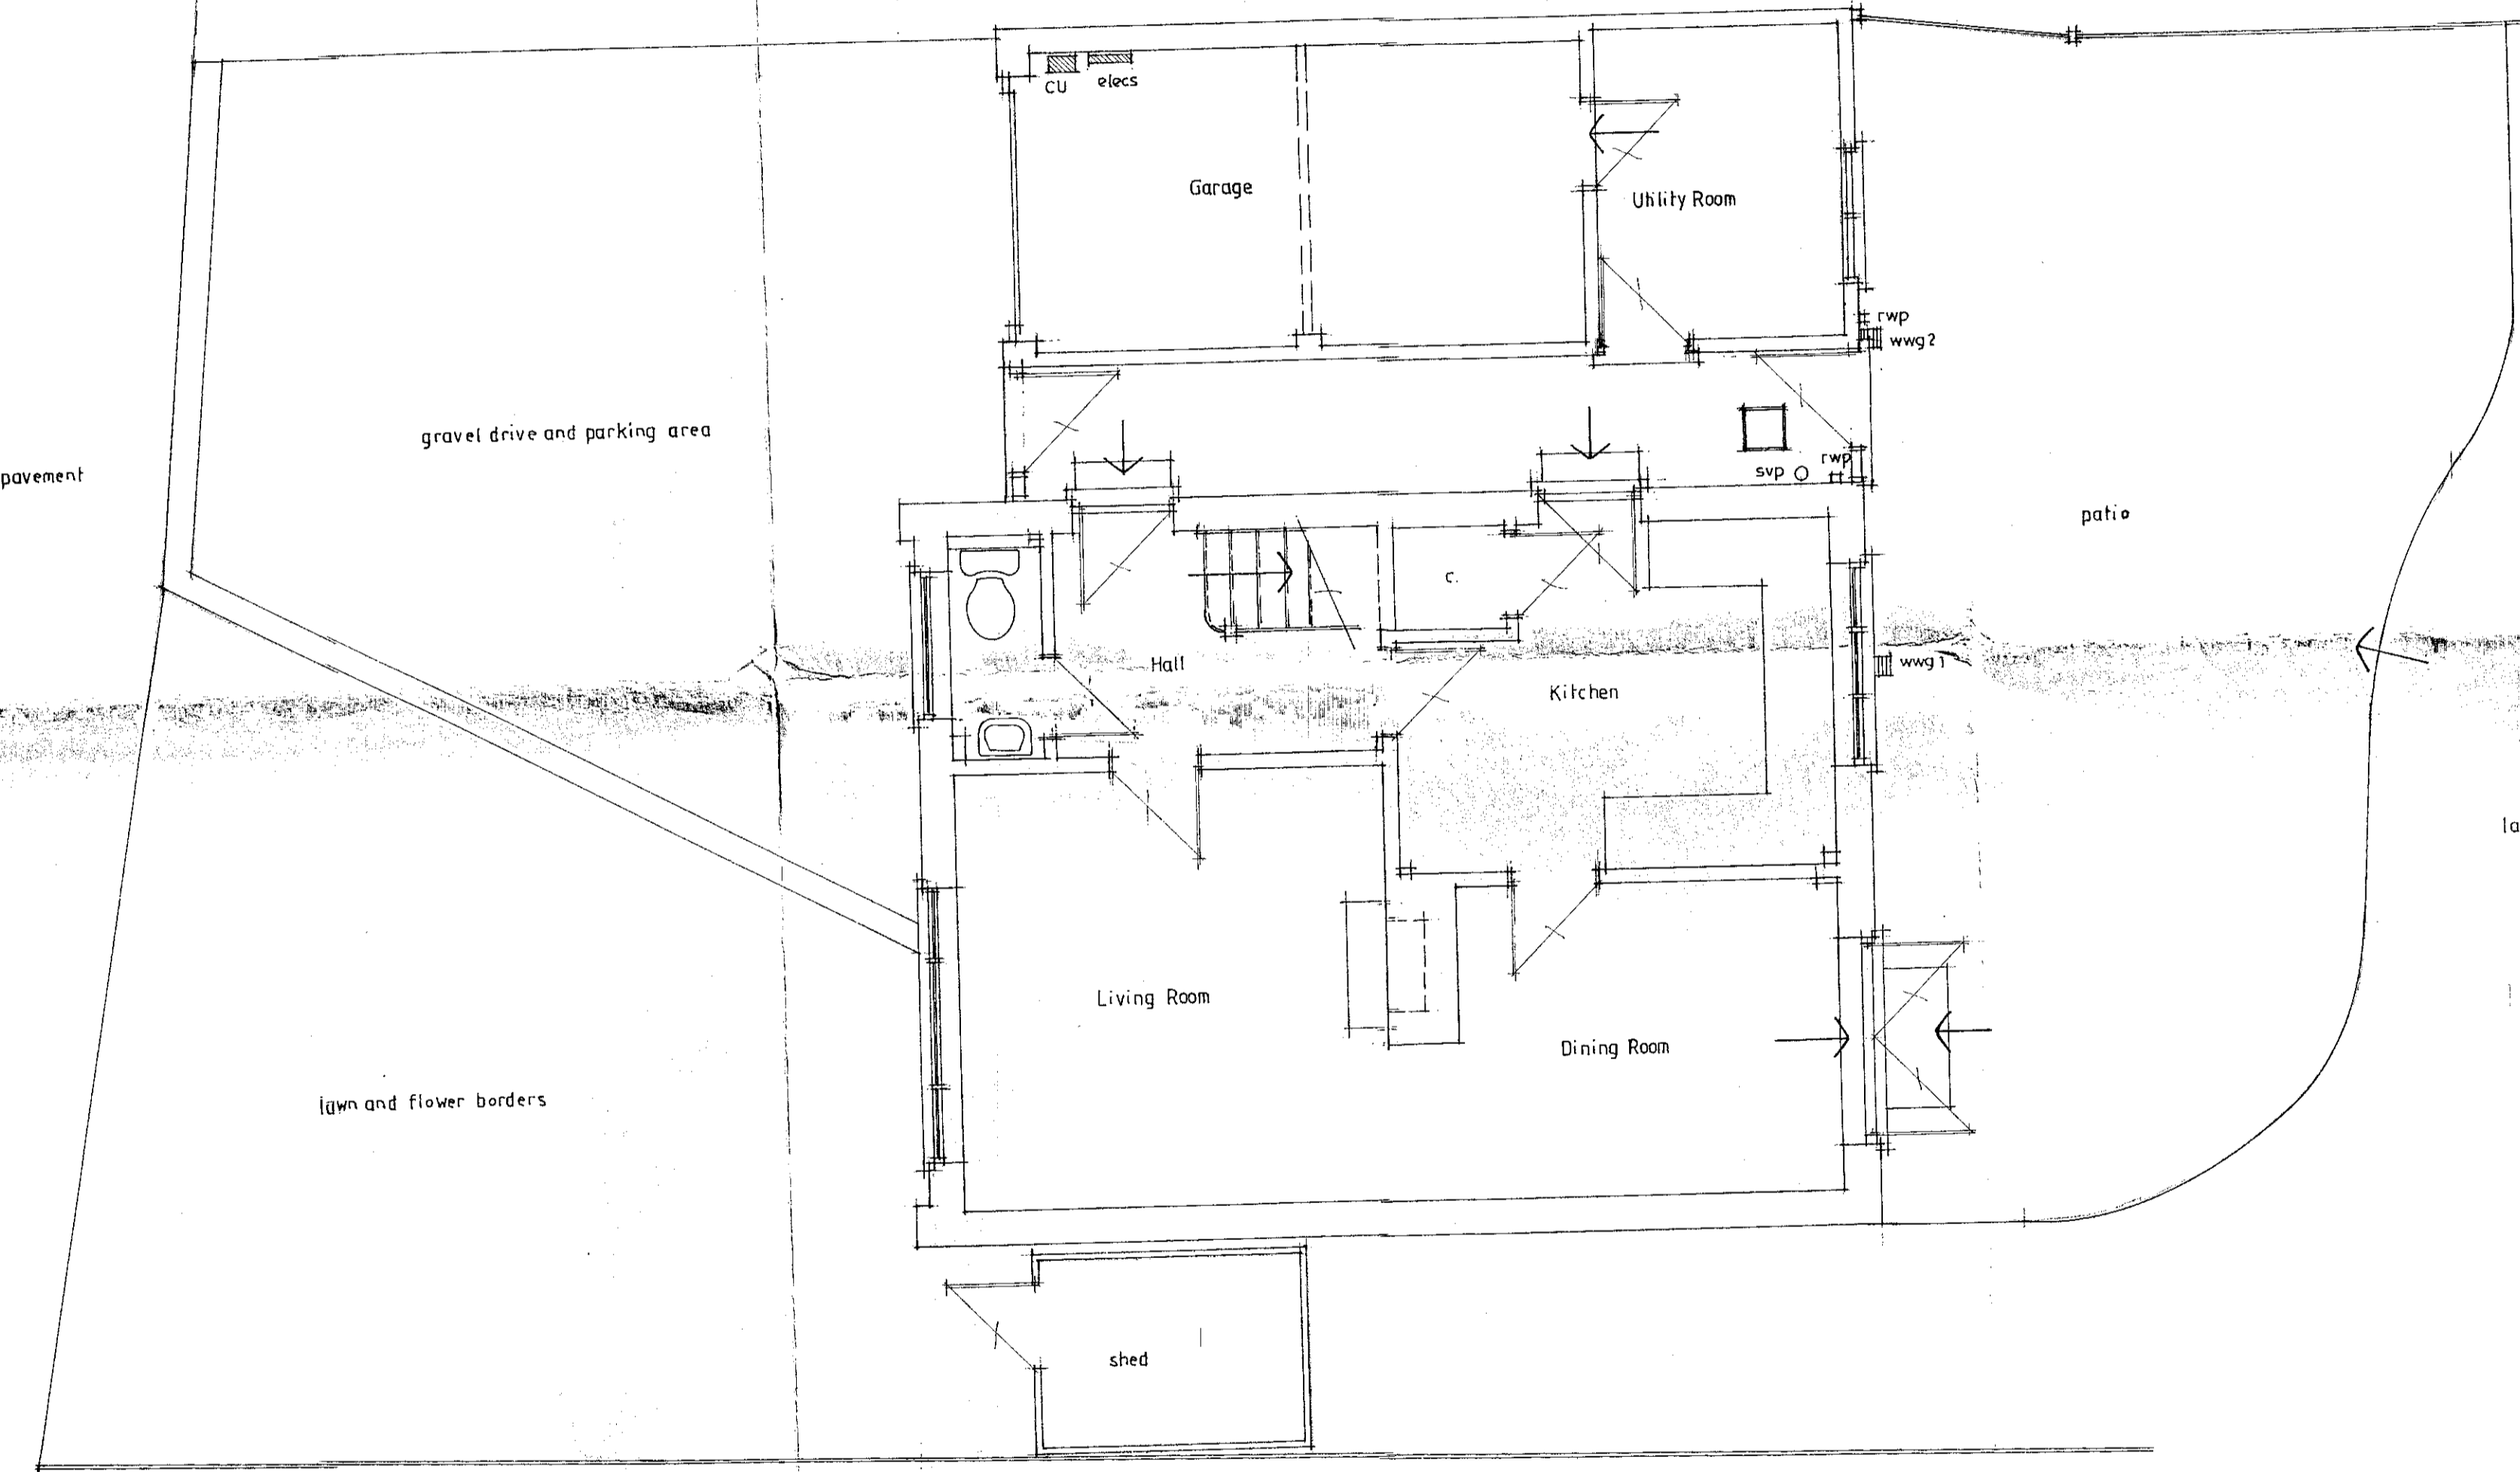 CU
elecs
Garage
Utility Room
rwp
wwg2
gravel drive and parking area
pavement
svp
rwp
patio
c.
Hall
Kitchen
wwg1
la
Living Room
Dining Room
lawn and flower borders
shed